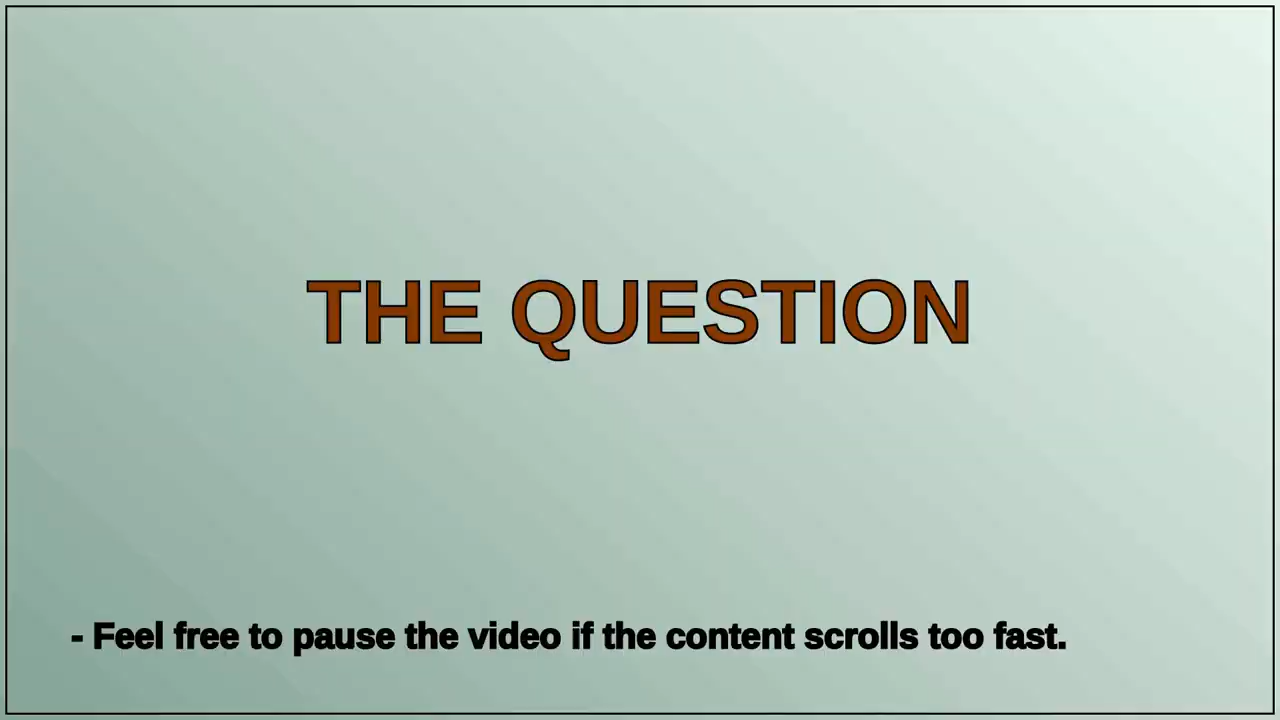 THE QUESTION
- Feel free to pause the video if the content scrolls too fast.